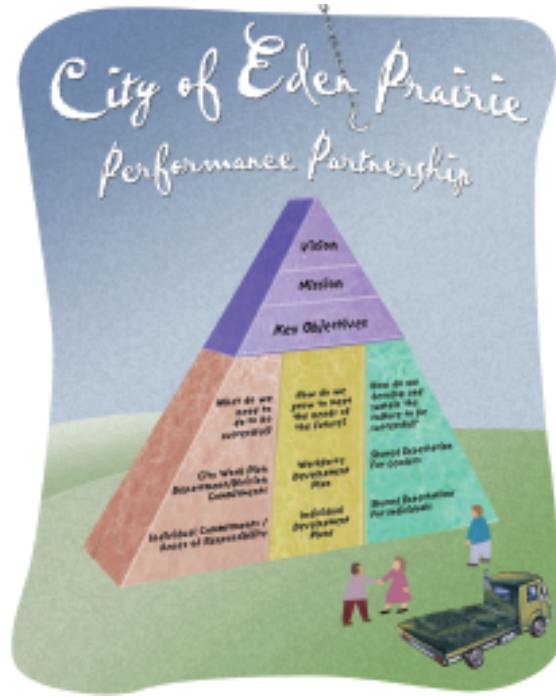 City of Eden Prairie
Performance Partnership
Vision
Mission
Key Objectives
What do we
need to
do to be
successful?
City Work Plan
Department/Division
Commitments
Individual Commitments /
Areas of Responsibility
How do we
grow to meet
the needs of
the future?
Workforce
Development
Plan
Individual
Development
Plans
How do we
develop and
sustain the
culture to be
successful?
Shared Expectations
For Leaders
Shared Expectations
For Individuals